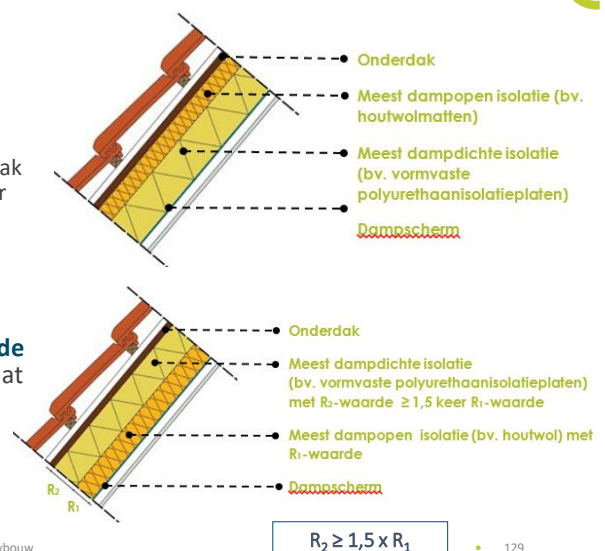 Onderdak
Meest dampopen isolatie (bv.
houtwolmatten)
ak
r
Meest dampdichte isolatie
(bv. vormvaste
polyurethaanisolatieplaten)
Dampscherm
de
at
Onderdak
Meest dampdichte isolatie
(bv. vormvaste polyurethaanisolatieplaten)
met R₂-waarde ≥ 1,5 keer R₁-waarde
Meest dampopen isolatie (bv. houtwol) met
R₁-waarde
Dampscherm
R₂
R₁
R₂ ≥ 1,5 x R₁
ybouw
129